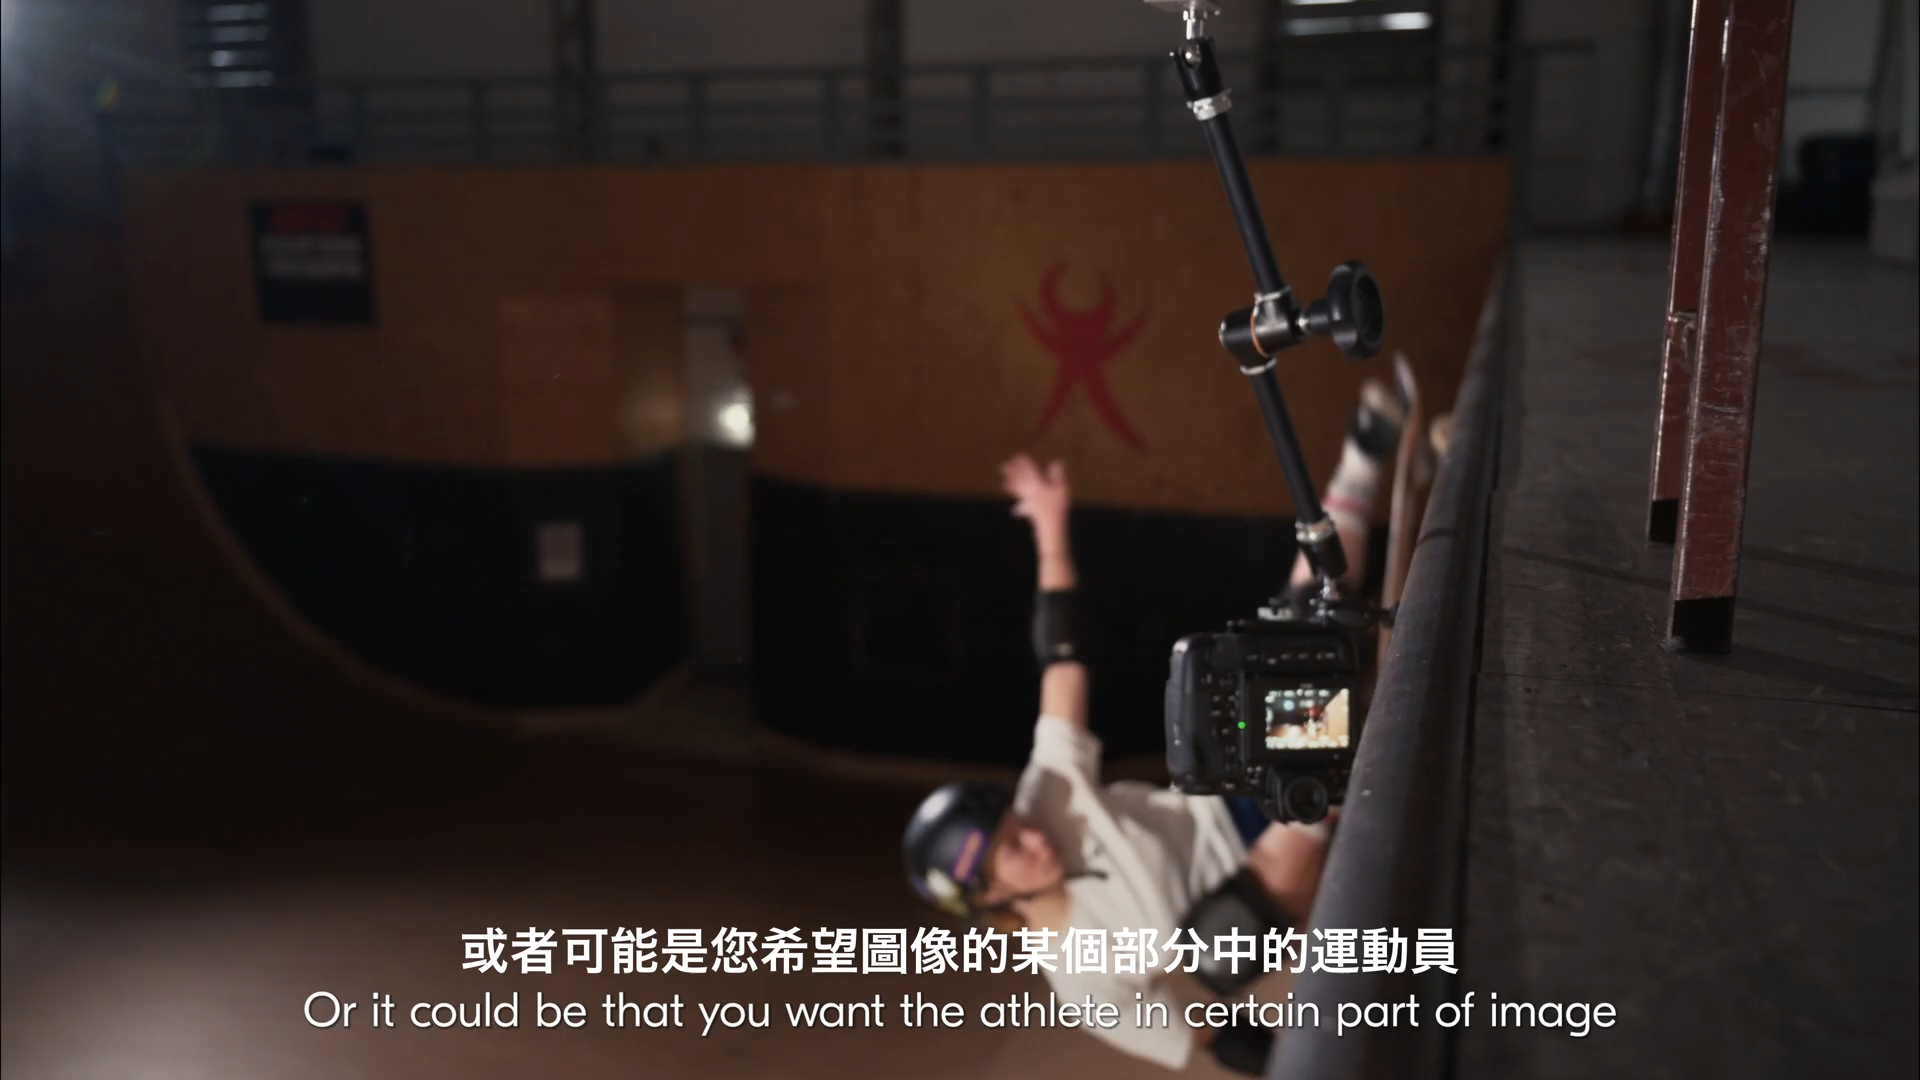 或者可能是您希望圖像的某個部分中的運動員
Or it could be that you want the athlete in certain part of image